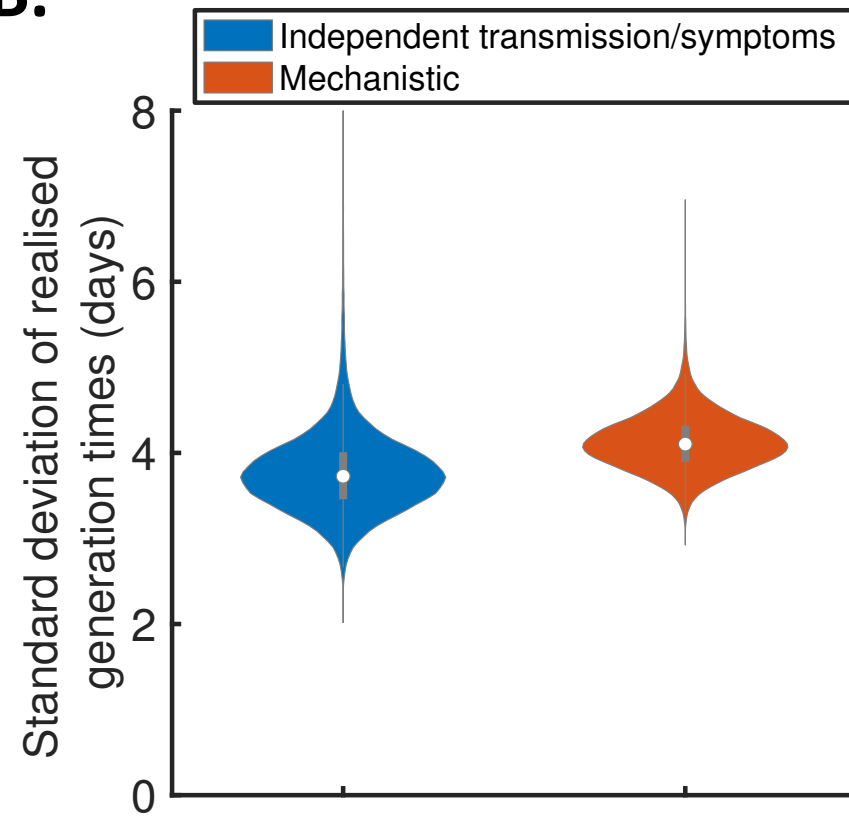 B.
Independent transmission/symptoms
Mechanistic
Standard deviation of realised
generation times (days)
8
6
4
2
0